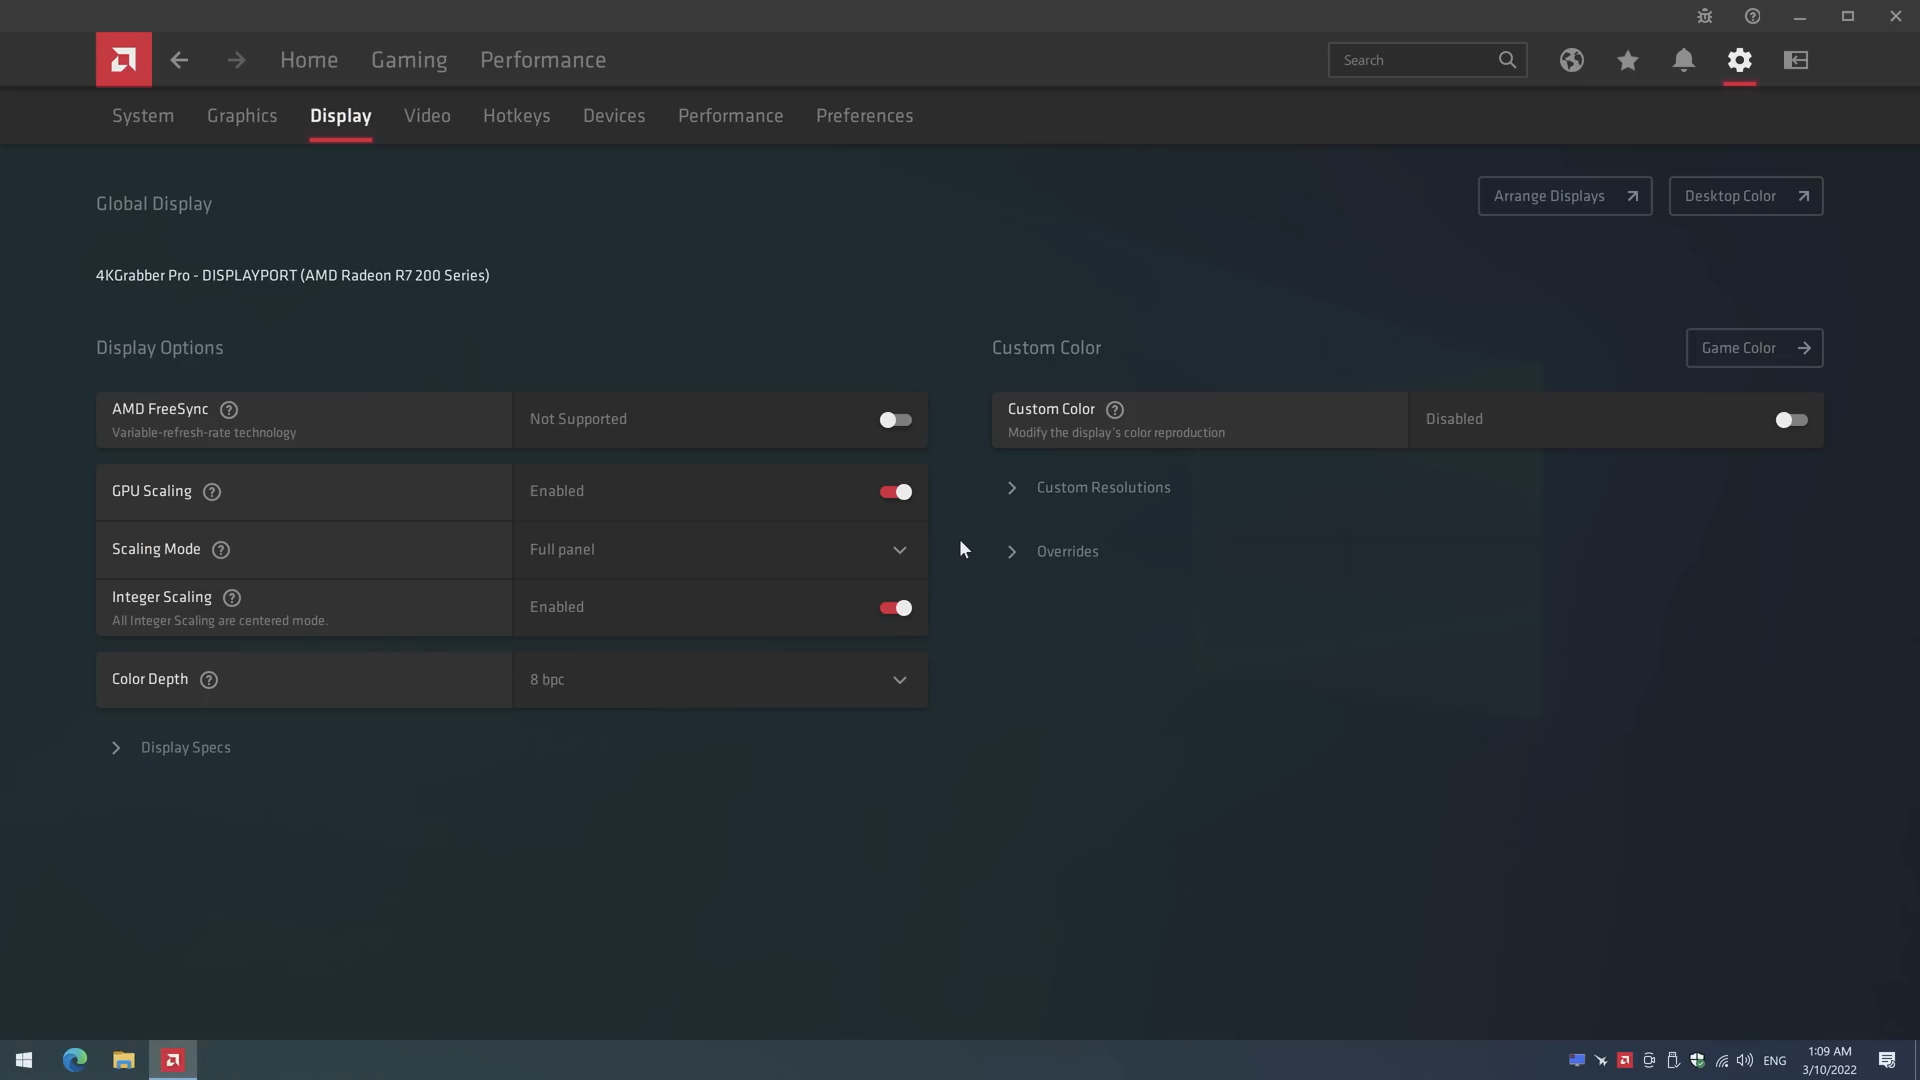 Home Gaming Performance Search
System Graphics Display Video Hotkeys Devices Performance Preferences
Global Display
Arrange Displays
Desktop Color
4KGrabber Pro - DISPLAYPORT (AMD Radeon R7 200 Series)
Display Options
AMD FreeSync
Variable-refresh-rate technology
Not Supported
GPU Scaling
Enabled
Scaling Mode
Full panel
Integer Scaling
All Integer Scaling are centered mode.
Enabled
Color Depth
8 bpc
Display Specs
Custom Color
Game Color
Custom Color
Modify the display's color reproduction
Disabled
Custom Resolutions
Overrides
ENG
1:09 AM
3/10/2022